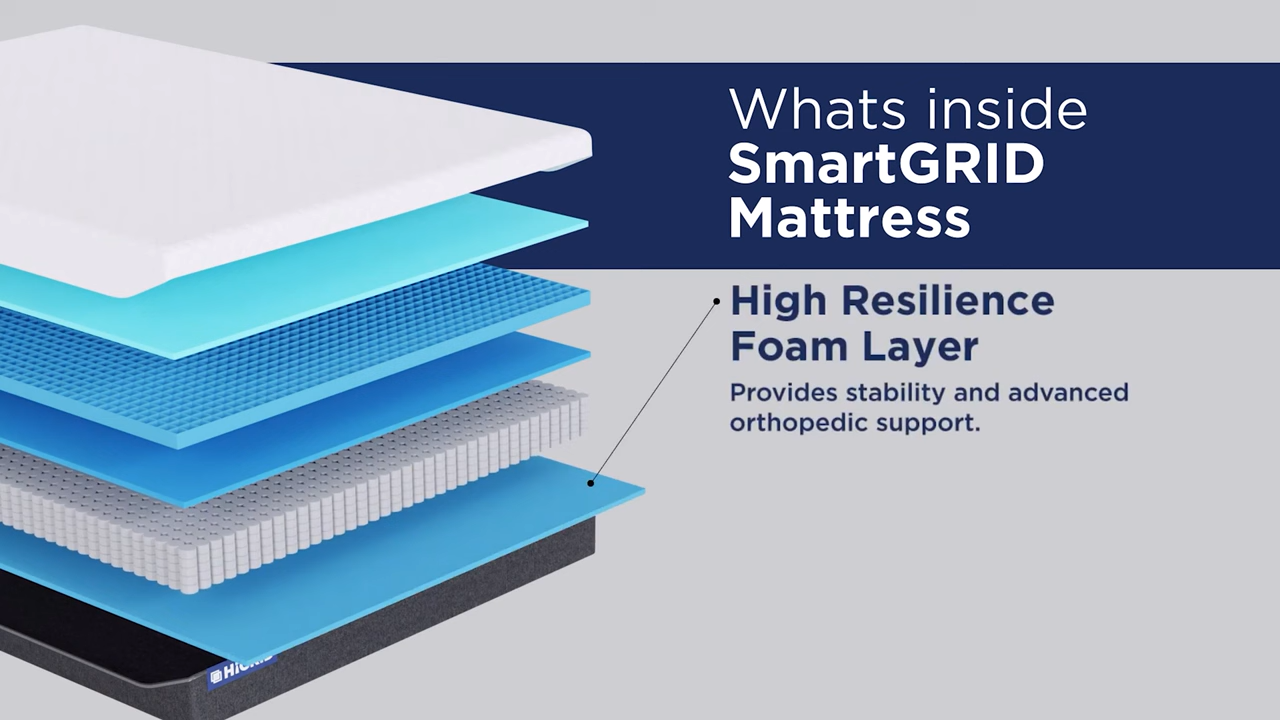 Whats inside
SmartGRID
Mattress
High Resilience
Foam Layer
Provides stability and advanced
orthopedic support.